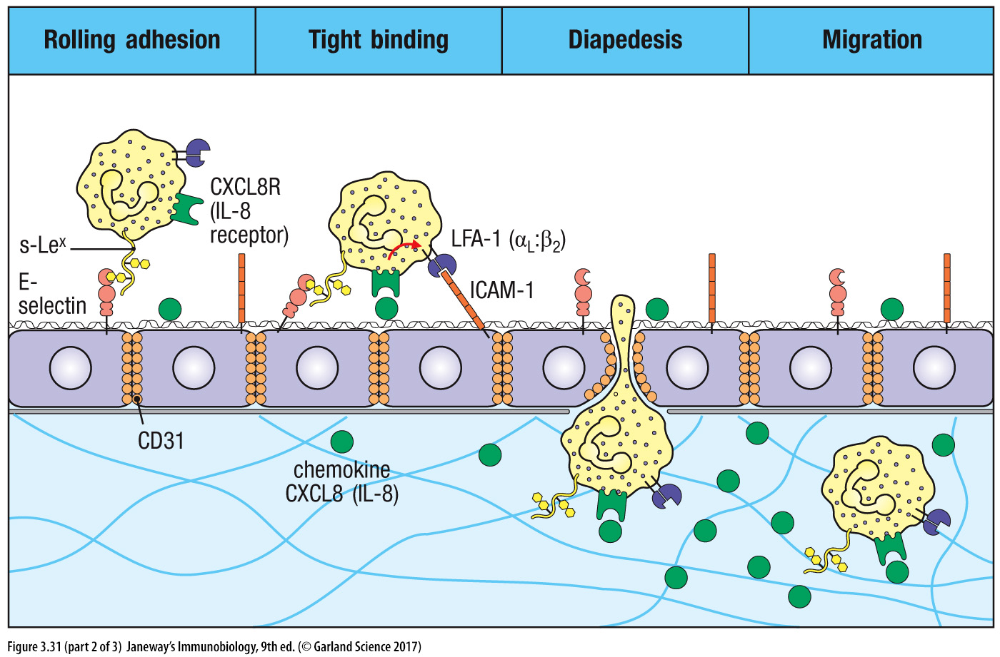 Rolling adhesion
Tight binding
Diapedesis
Migration
CXCL8R
(IL-8
receptor)
s-Leˣ
E-
selectin
LFA-1 (αL:β2)
ICAM-1
CD31
chemokine
CXCL8 (IL-8)
Figure 3.31 (part 2 of 3) Janeway's Immunobiology, 9th ed. (© Garland Science 2017)